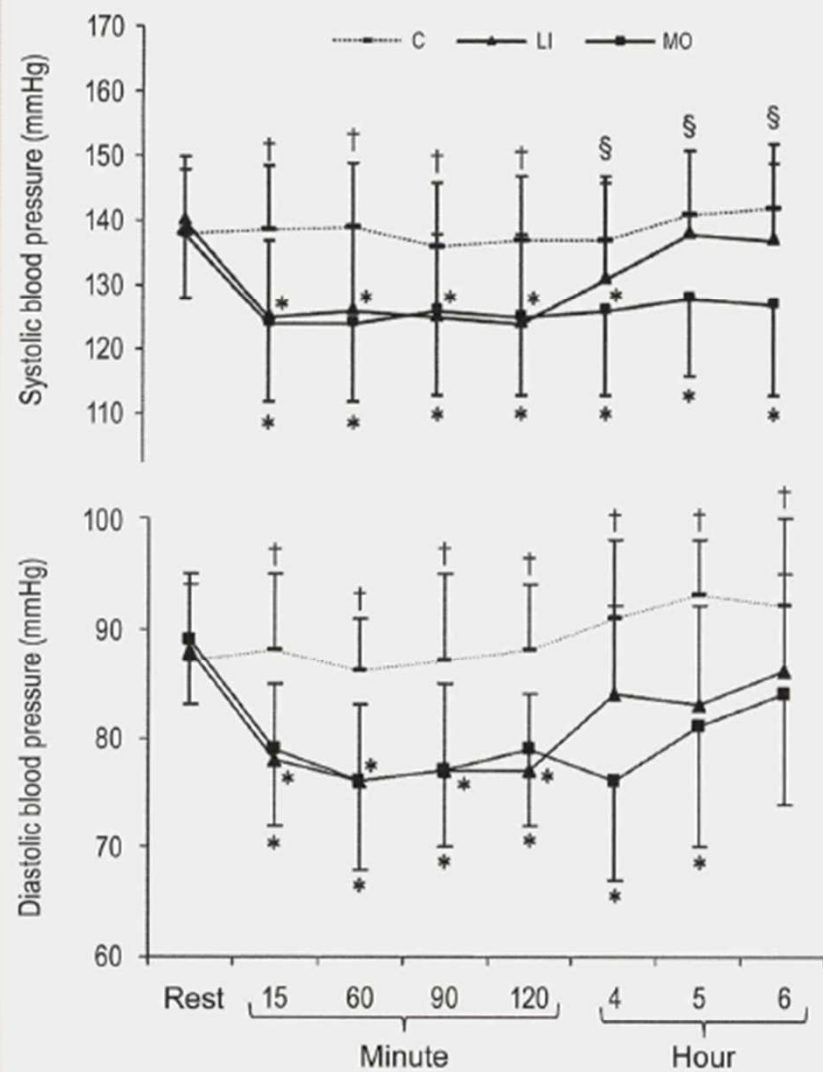 C LI MO
Systolic blood pressure (mmHg)
170
160
150
140
130
120
110
† † † † § § §
* * * * *
* * * * * * *
Diastolic blood pressure (mmHg)
100
90
80
70
60
† † † † † † †
* * * *
* * * * * *
Rest 15 60 90 120 4 5 6
Minute Hour